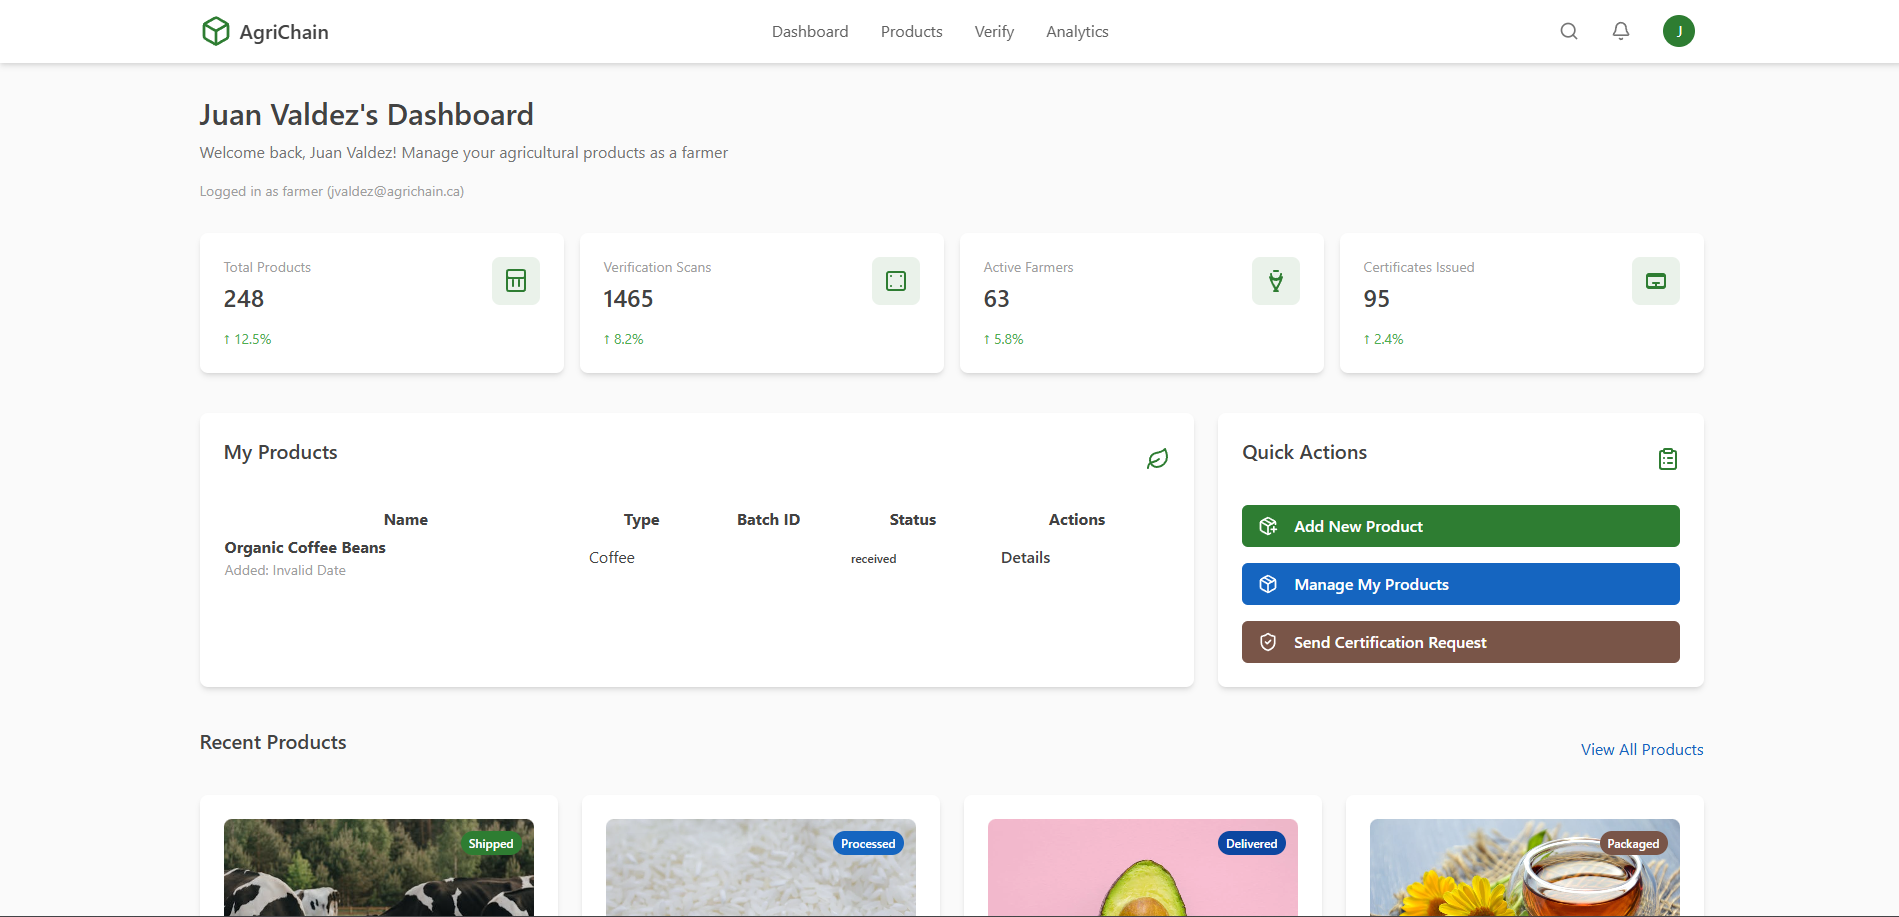 AgriChain
Dashboard Products Verify Analytics
J
Juan Valdez's Dashboard
Welcome back, Juan Valdez! Manage your agricultural products as a farmer
Logged in as farmer (jvaldez@agrichain.ca)
Total Products
248
↑ 12.5%
Verification Scans
1465
↑ 8.2%
Active Farmers
63
↑ 5.8%
Certificates Issued
95
↑ 2.4%
My Products
Name Type Batch ID Status Actions
Organic Coffee Beans
Added: Invalid Date
Coffee received Details
Quick Actions
Add New Product
Manage My Products
Send Certification Request
Recent Products
View All Products
Shipped
Processed
Delivered
Packaged